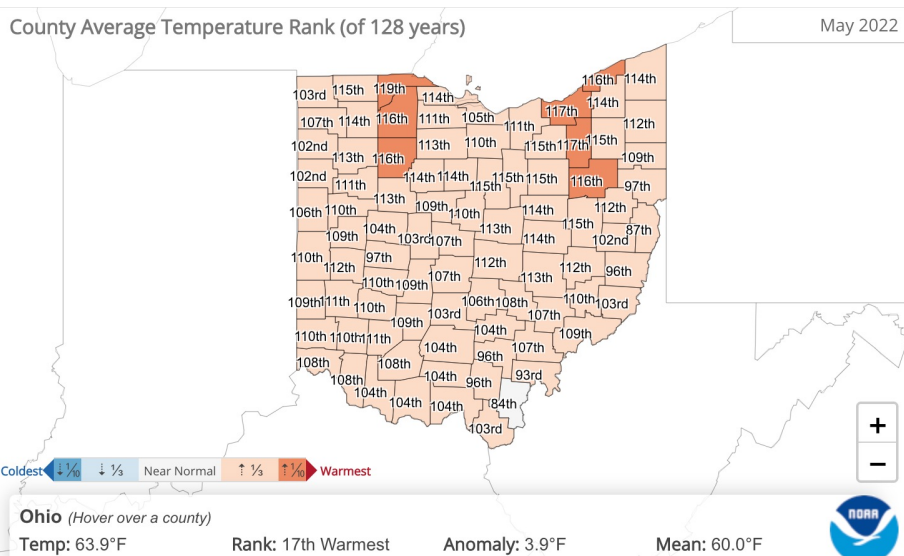 County Average Temperature Rank (of 128 years)
May 2022
103rd 115th 119th 114th 116th 114th
107th 114th 116th 111th 105th 111th 117th 114th 112th
102nd 113th 116th 113th 110th 115th 117th 115th 109th
102nd 111th 114th 114th 115th 115th 115th 116th 97th
106th 110th 113th 109th 110th 114th 115th 112th 87th
109th 104th 103rd 107th 113th 114th 102nd
110th 112th 97th 107th 112th 113th 112th 96th
110th 109th
109th 111th 110th 109th 103rd 106th 108th 107th 110th 103rd
110th 110th 111th 104th 104th 107th 109th
108th 108th 96th 93rd
108th 104th 104th 104th 104th 96th 84th
103rd
+
−
Coldest ↓ 1/10 ↓ 1/3 Near Normal ↑ 1/3 ↑ 1/10 Warmest
Ohio (Hover over a county)
Temp: 63.9°F Rank: 17th Warmest Anomaly: 3.9°F Mean: 60.0°F
NOAA